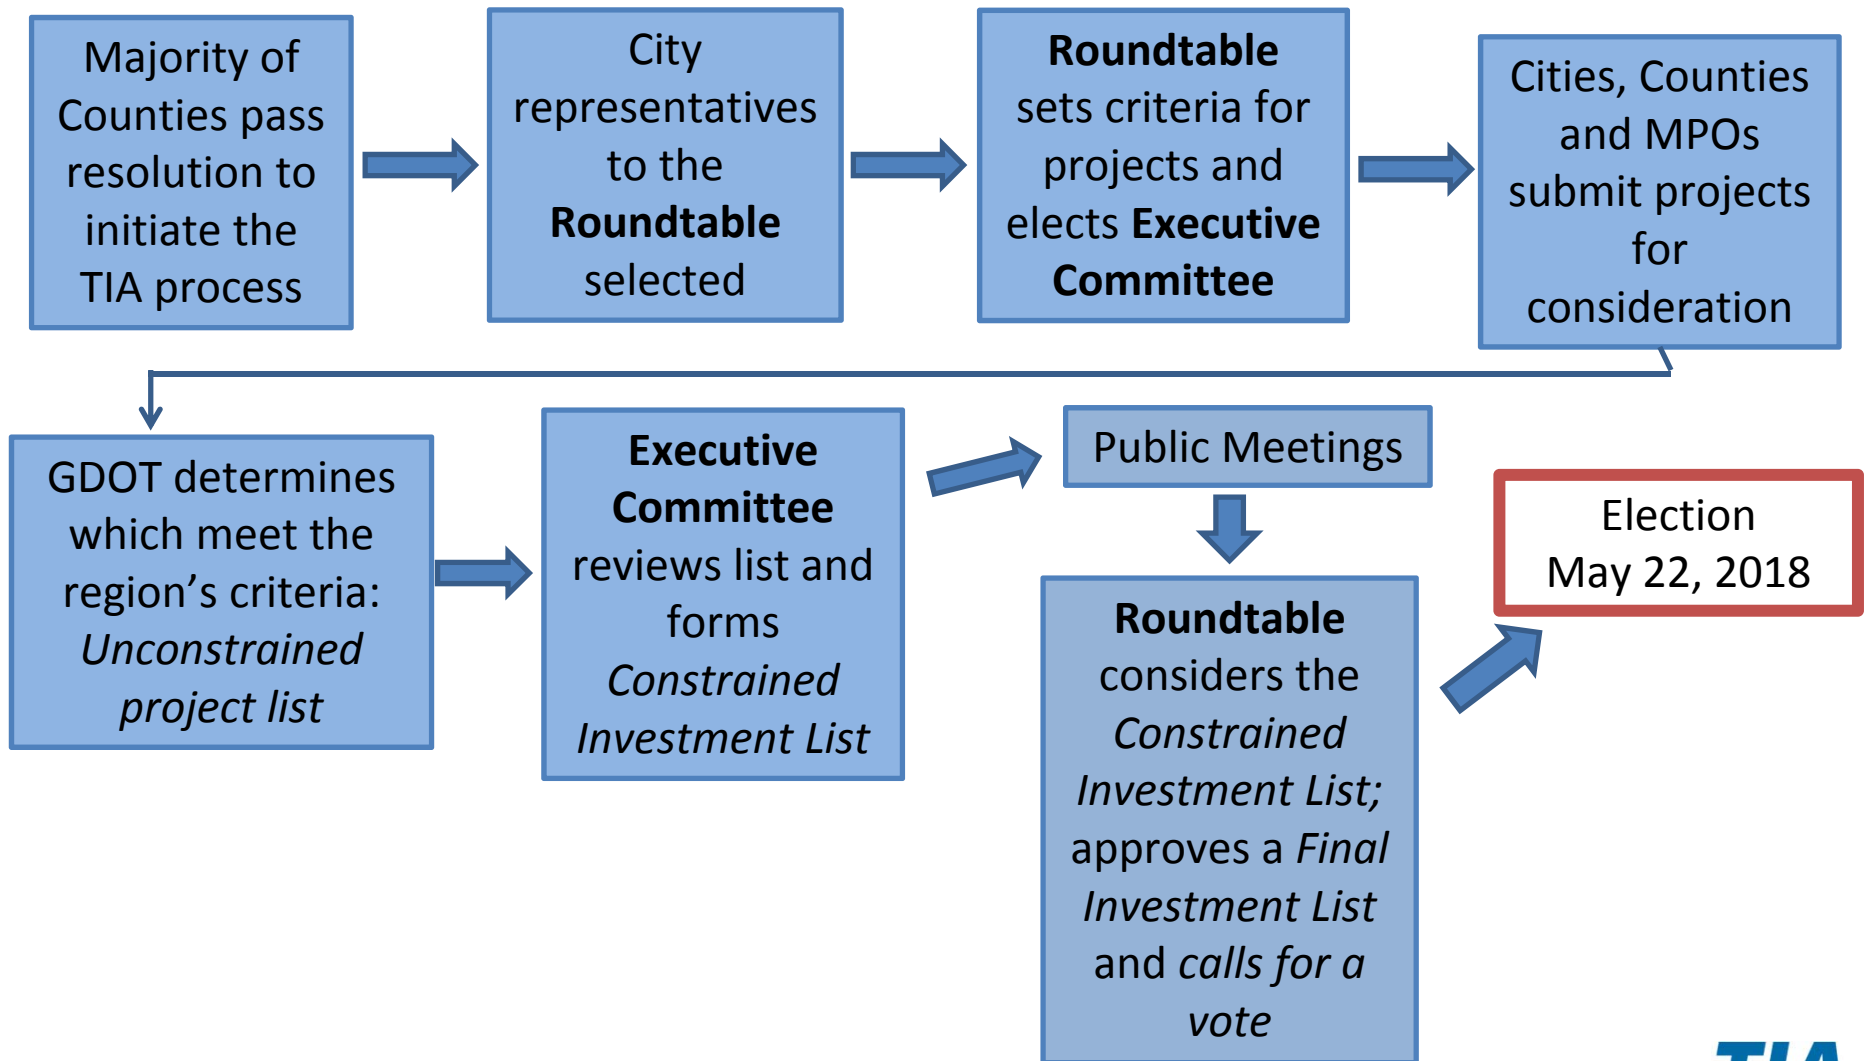 Majority of
Counties pass
resolution to
initiate the
TIA process
City
representatives
to the
Roundtable
selected
Roundtable
sets criteria for
projects and
elects Executive
Committee
Cities, Counties
and MPOs
submit projects
for
consideration
GDOT determines
which meet the
region’s criteria:
Unconstrained
project list
Executive
Committee
reviews list and
forms
Constrained
Investment List
Public Meetings
Roundtable
considers the
Constrained
Investment List;
approves a Final
Investment List
and calls for a
vote
Election
May 22, 2018
TIA